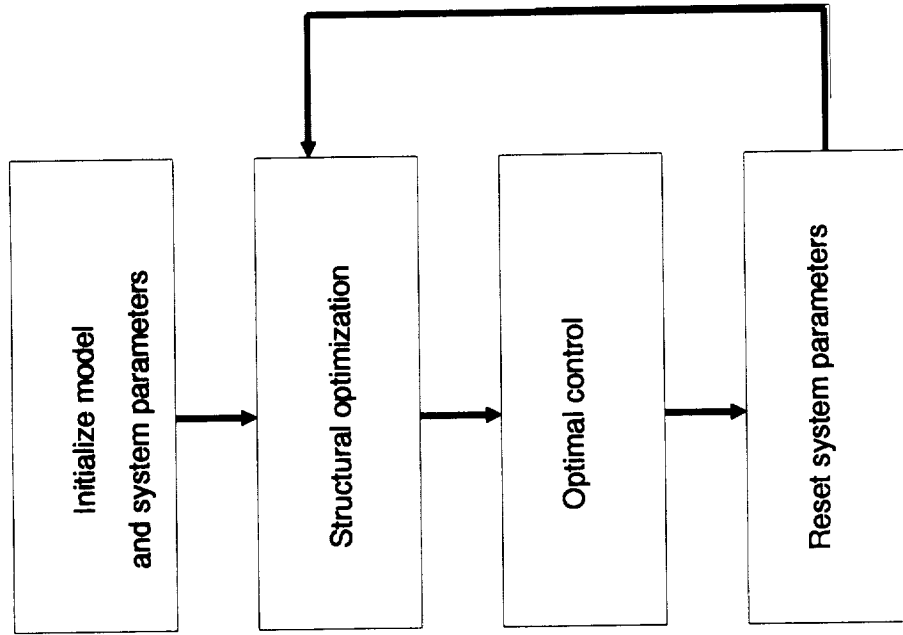 Initialize model
and system parameters
Structural optimization
Optimal control
Reset system parameters